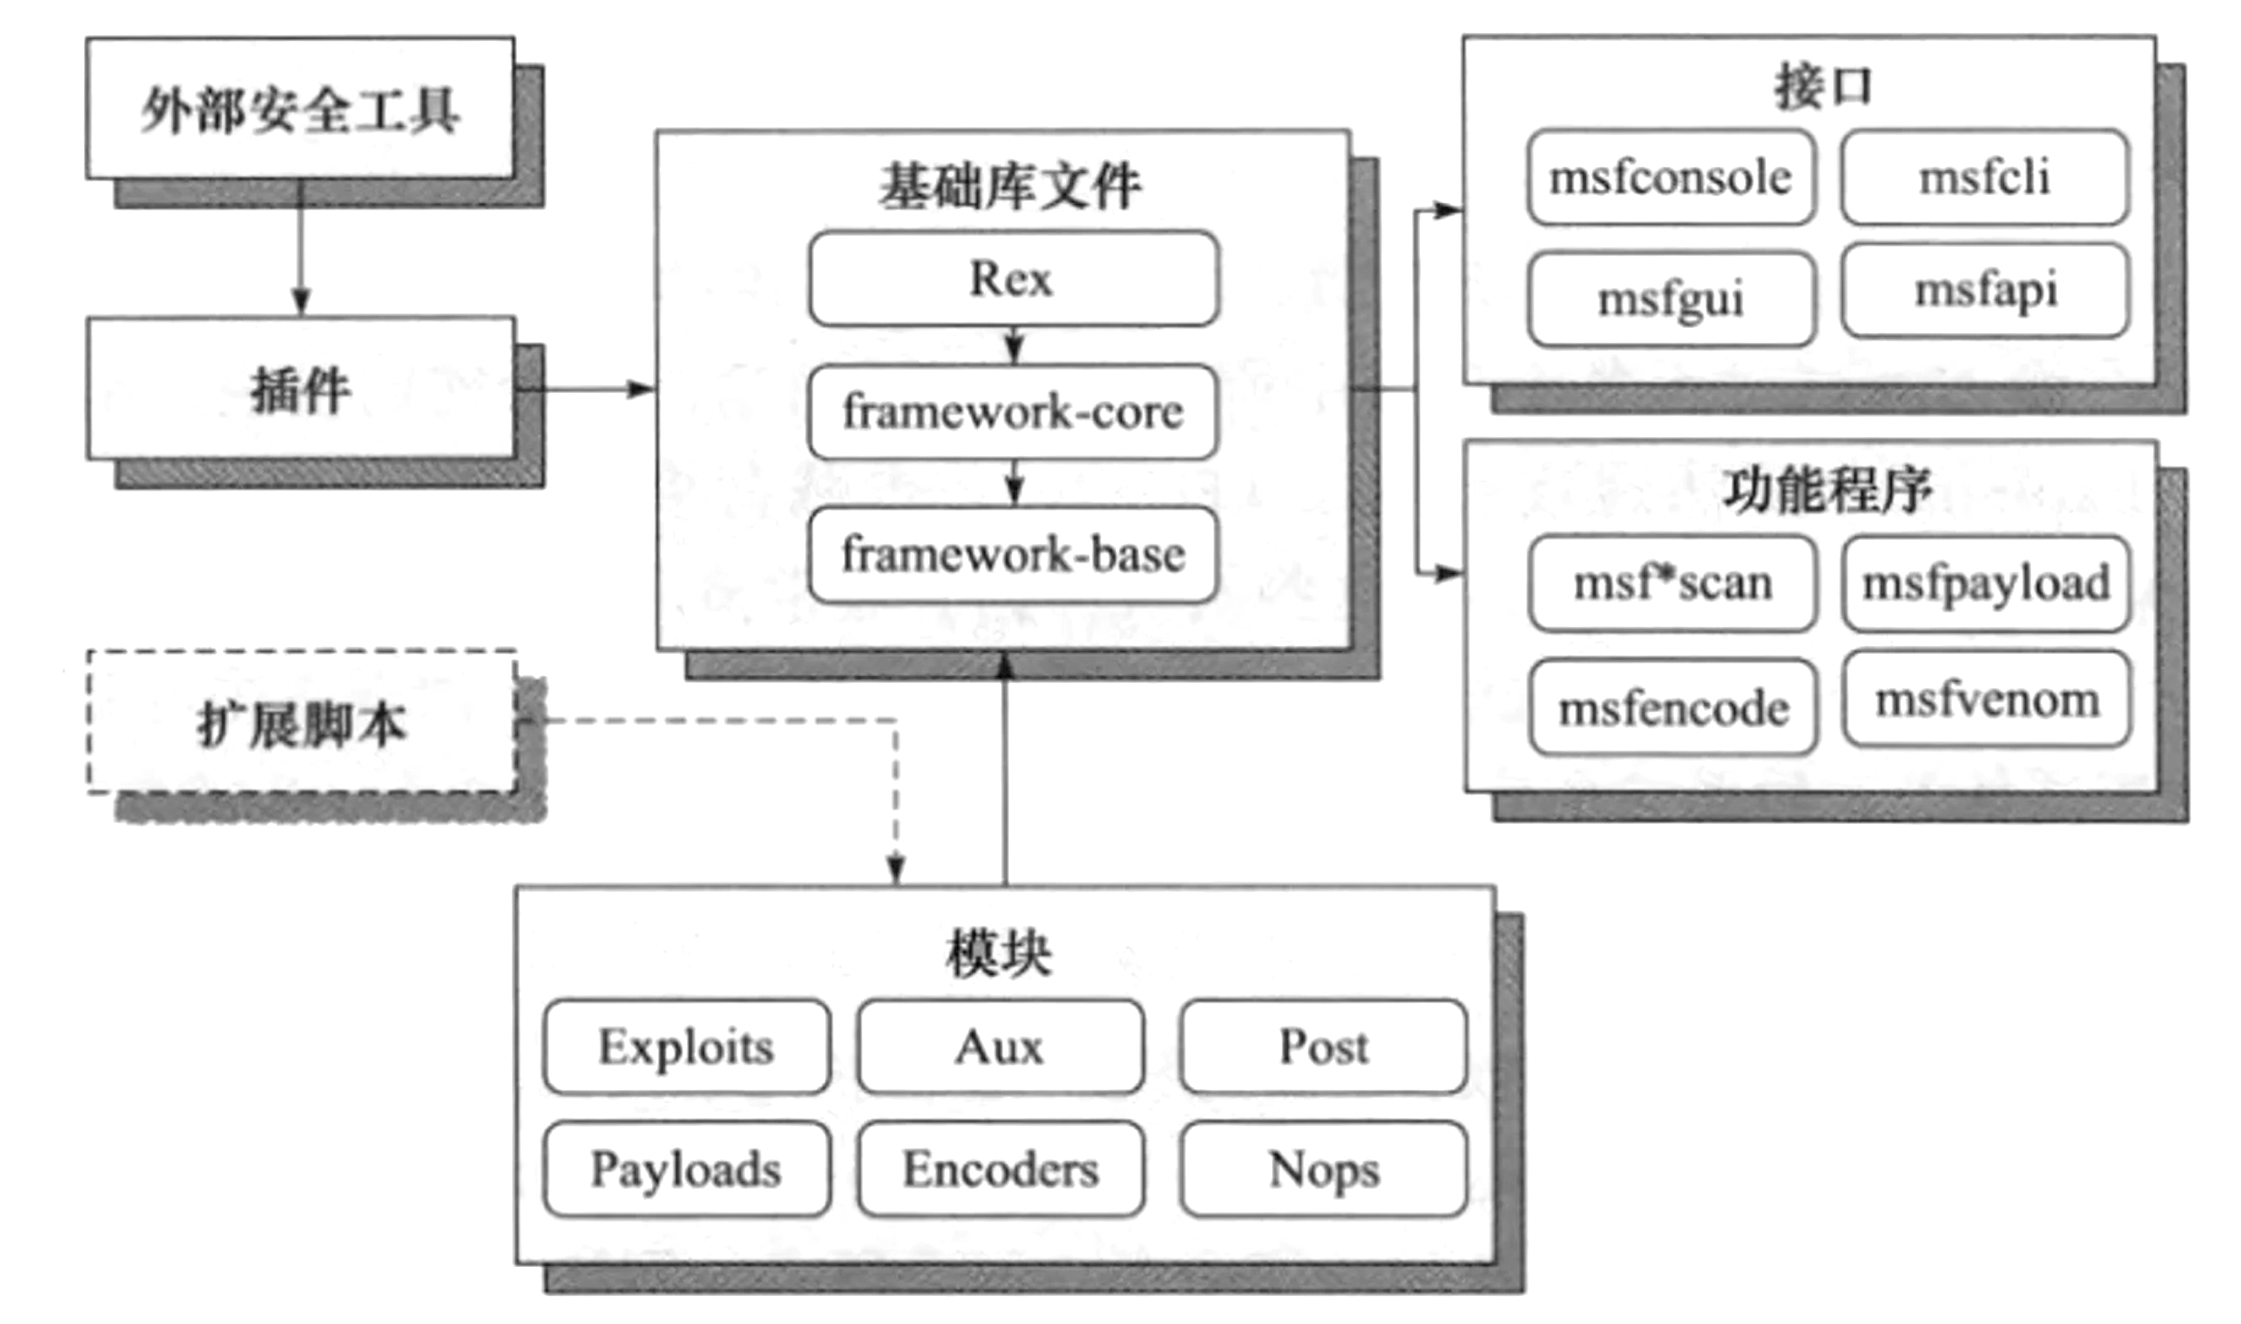 外部安全工具
插件
扩展脚本
基础库文件
Rex
framework-core
framework-base
接口
msfconsole
msfcli
msfgui
msfapi
功能程序
msf*scan
msfpayload
msfencode
msfvenom
模块
Exploits
Aux
Post
Payloads
Encoders
Nops